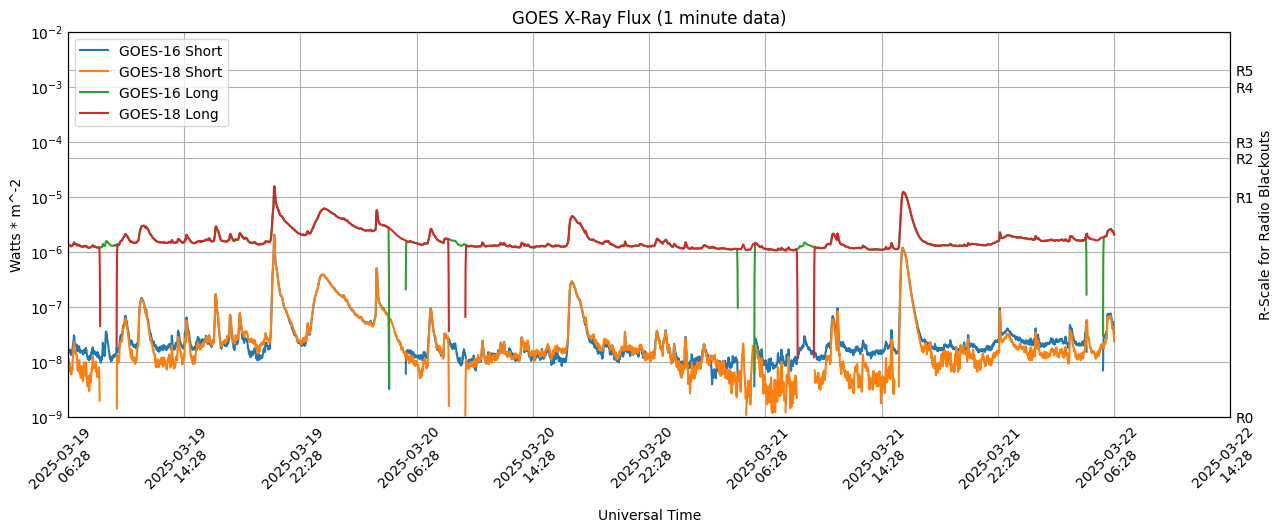 GOES X-Ray Flux (1 minute data)
GOES-16 Short
GOES-18 Short
GOES-16 Long
GOES-18 Long
Watts * m^-2
10^-2
10^-3
10^-4
10^-5
10^-6
10^-7
10^-8
10^-9
R5
R4
R3
R2
R1
R0
R-Scale for Radio Blackouts
2025-03-19
06:28
2025-03-19
14:28
2025-03-19
22:28
2025-03-20
06:28
2025-03-20
14:28
2025-03-20
22:28
2025-03-21
06:28
2025-03-21
14:28
2025-03-21
22:28
2025-03-22
06:28
2025-03-22
14:28
Universal Time